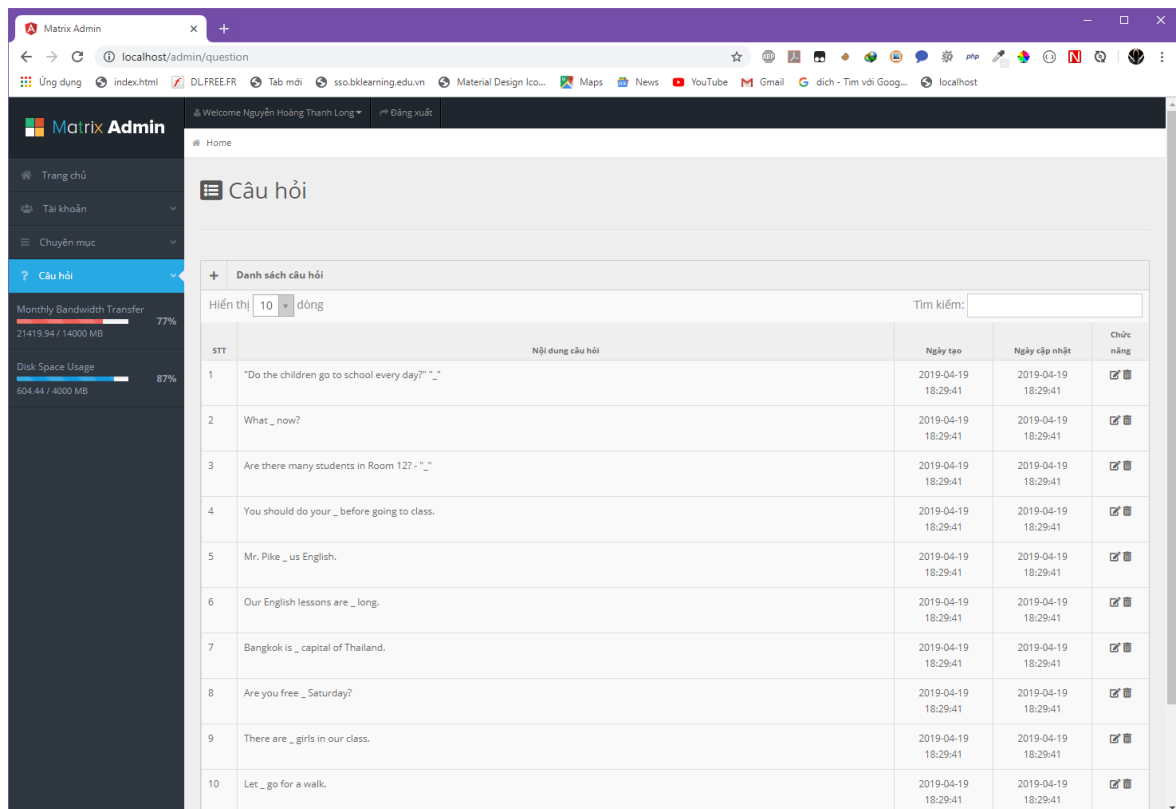 Matrix Admin
localhost/admin/question
Ứng dụng index.html DLFREE.FR Tab mới sso.bklearning.edu.vn Material Design Ico... Maps News YouTube Gmail dich - Tìm với Goog... localhost
Matrix Admin
Welcome Nguyễn Hoàng Thanh Long Đăng xuất
Home
Trang chủ
Tài khoản
Chuyên mục
Câu hỏi
Monthly Bandwidth Transfer
77%
21419.94 / 14000 MB
Disk Space Usage
87%
604.44 / 4000 MB
Câu hỏi
+ Danh sách câu hỏi
Hiển thị 10 dòng Tìm kiếm:
STT Nội dung câu hỏi Ngày tạo Ngày cập nhật Chức năng
1 "Do the children go to school every day?" "_" 2019-04-19 18:29:41 2019-04-19 18:29:41
2 What _ now? 2019-04-19 18:29:41 2019-04-19 18:29:41
3 Are there many students in Room 12? - "_" 2019-04-19 18:29:41 2019-04-19 18:29:41
4 You should do your _ before going to class. 2019-04-19 18:29:41 2019-04-19 18:29:41
5 Mr. Pike _ us English. 2019-04-19 18:29:41 2019-04-19 18:29:41
6 Our English lessons are _ long. 2019-04-19 18:29:41 2019-04-19 18:29:41
7 Bangkok is _ capital of Thailand. 2019-04-19 18:29:41 2019-04-19 18:29:41
8 Are you free _ Saturday? 2019-04-19 18:29:41 2019-04-19 18:29:41
9 There are _ girls in our class. 2019-04-19 18:29:41 2019-04-19 18:29:41
10 Let _ go for a walk. 2019-04-19 18:29:41 2019-04-19 18:29:41